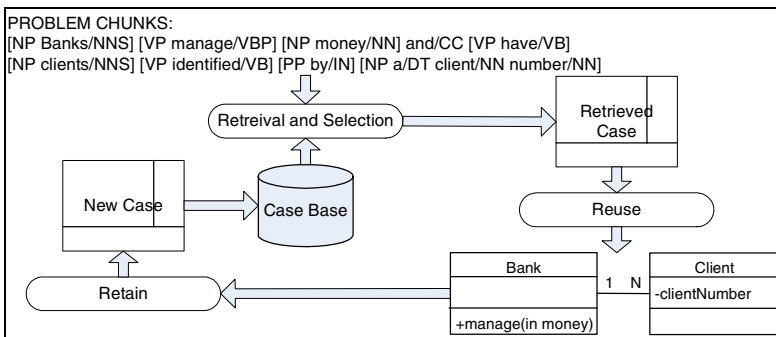 PROBLEM CHUNKS:
[NP Banks/NNS] [VP manage/VBP] [NP money/NN] and/CC [VP have/VB]
[NP clients/NNS] [VP identified/VB] [PP by/IN] [NP a/DT client/NN number/NN]
Retreival and Selection
Retrieved
Case
New Case
Case Base
Reuse
Retain
Bank
+manage(in money)
1 N
Client
-clientNumber